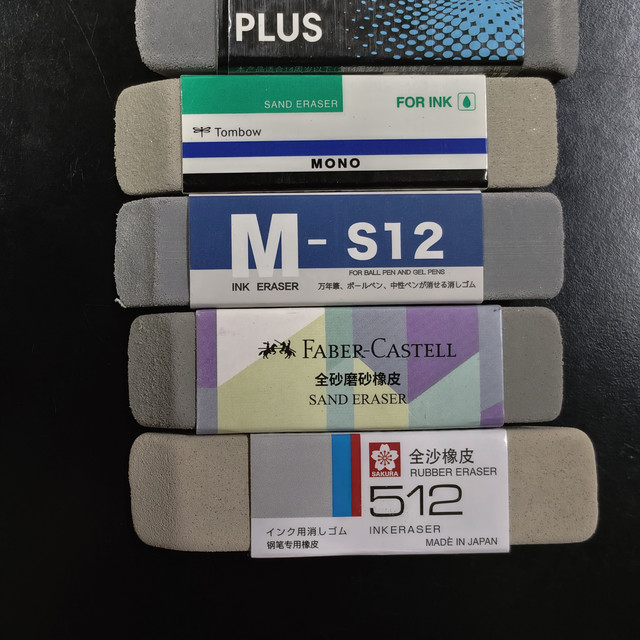 PLUS
SAND ERASER
FOR INK
Tombow
MONO
M-S12
FOR BALL PEN AND GEL PENS
INK ERASER
万年筆、ボールペン、中性ペンが消せる消しゴム
FABER-CASTELL
全砂磨砂橡皮
SAND ERASER
SAKURA
全沙橡皮
RUBBER ERASER
512
INKERASER
インク用消しゴム
钢笔专用橡皮
MADE IN JAPAN